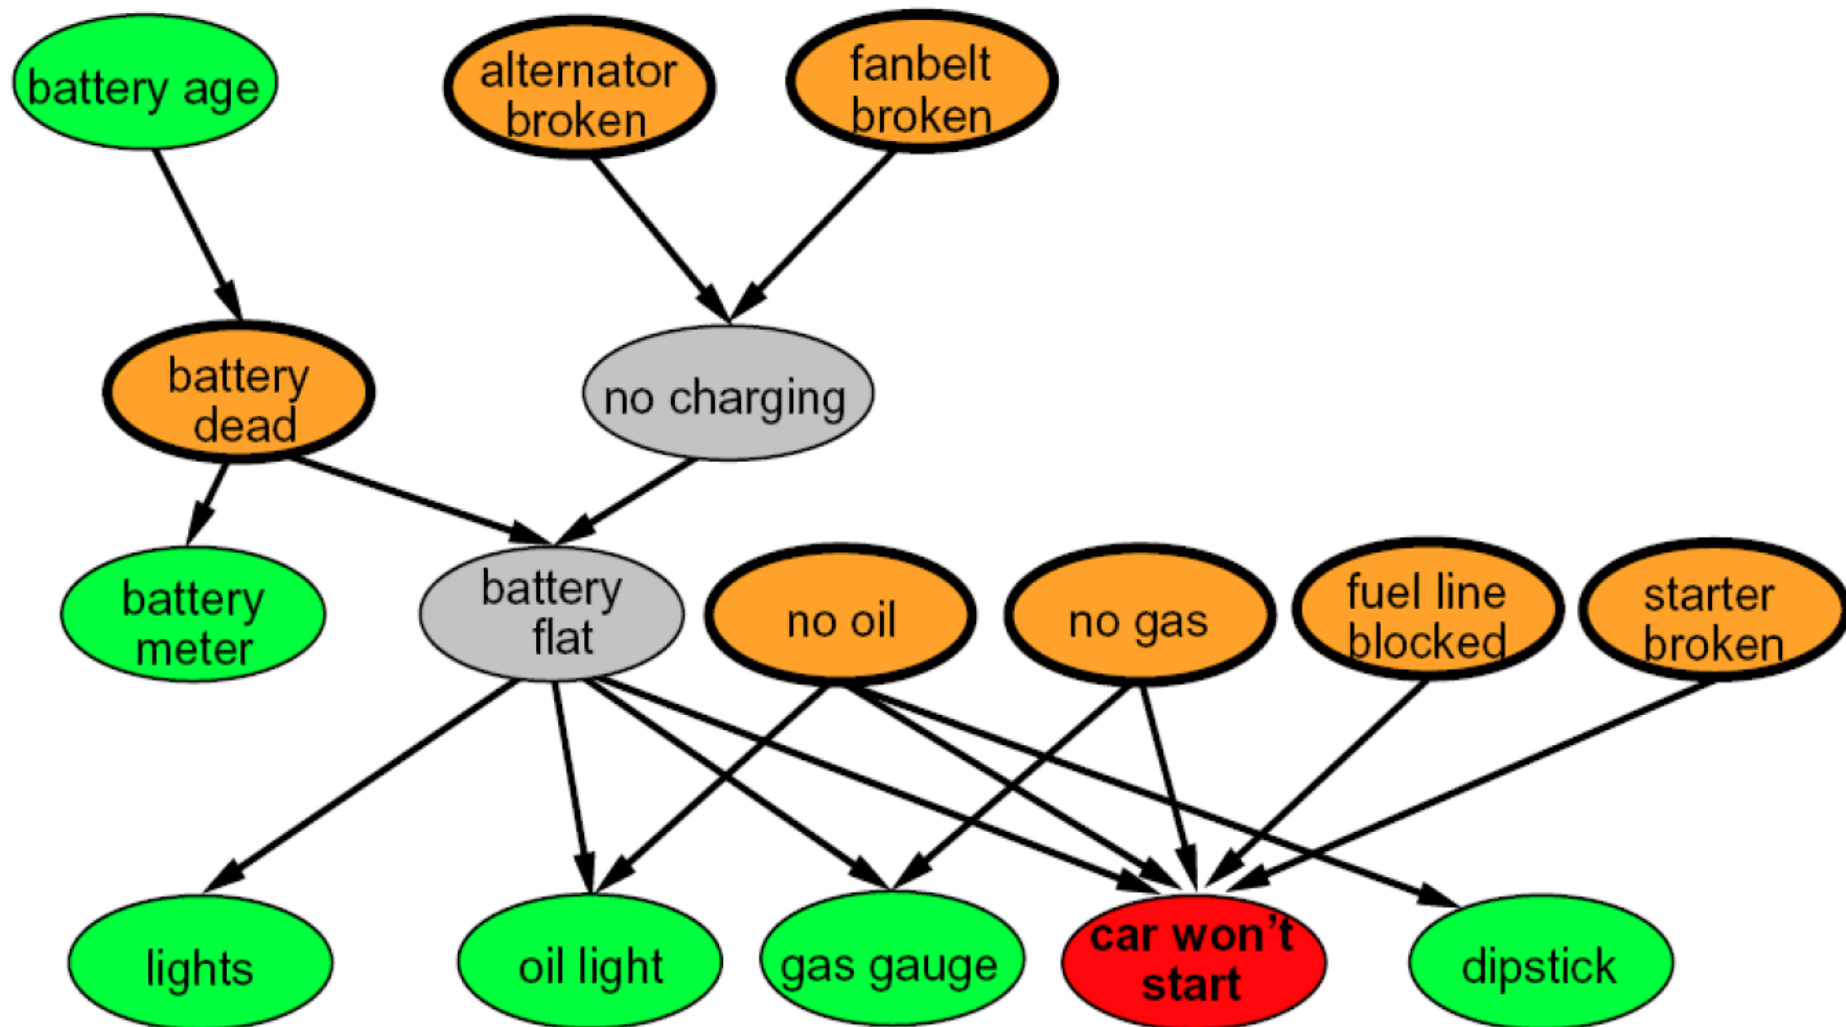 battery age
alternator
broken
fanbelt
broken
battery
dead
no charging
battery
meter
battery
flat
no oil
no gas
fuel line
blocked
starter
broken
lights
oil light
gas gauge
car won’t
start
dipstick